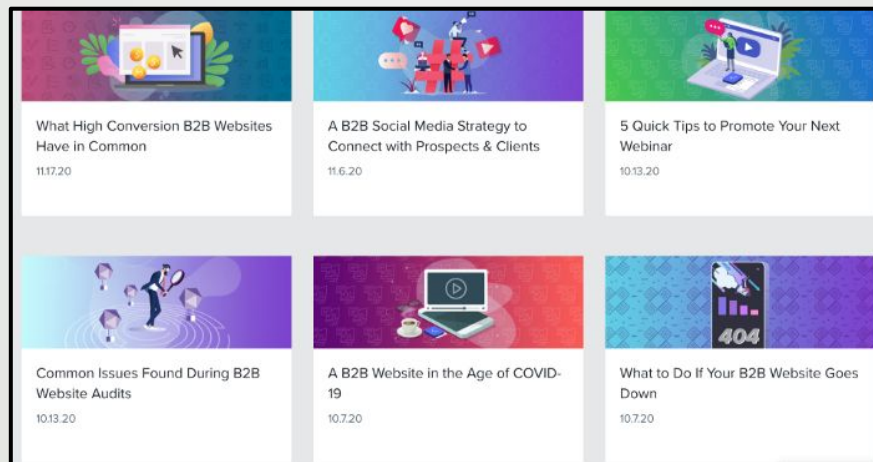 What High Conversion B2B Websites
Have in Common
11.17.20
A B2B Social Media Strategy to
Connect with Prospects & Clients
11.6.20
5 Quick Tips to Promote Your Next
Webinar
10.13.20
Common Issues Found During B2B
Website Audits
10.13.20
A B2B Website in the Age of COVID-
19
10.7.20
404
What to Do If Your B2B Website Goes
Down
10.7.20